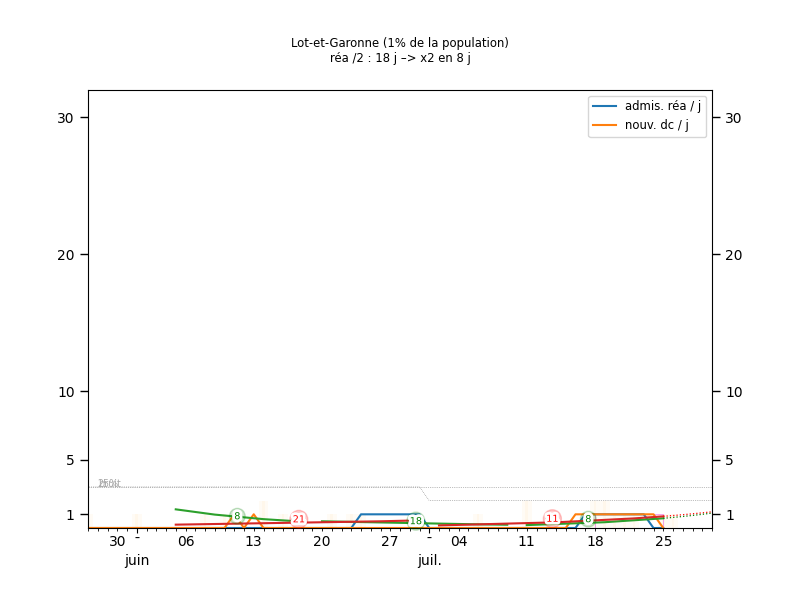 Lot-et-Garonne (1% de la population)
réa /2 : 18 j –> x2 en 8 j
admis. réa / j
nouv. dc / j
30 30
20 20
10 10
5 5
1 1
8 21 18 11 8
30 - 06 13 20 27 - 04 11 18 25
juin juil.